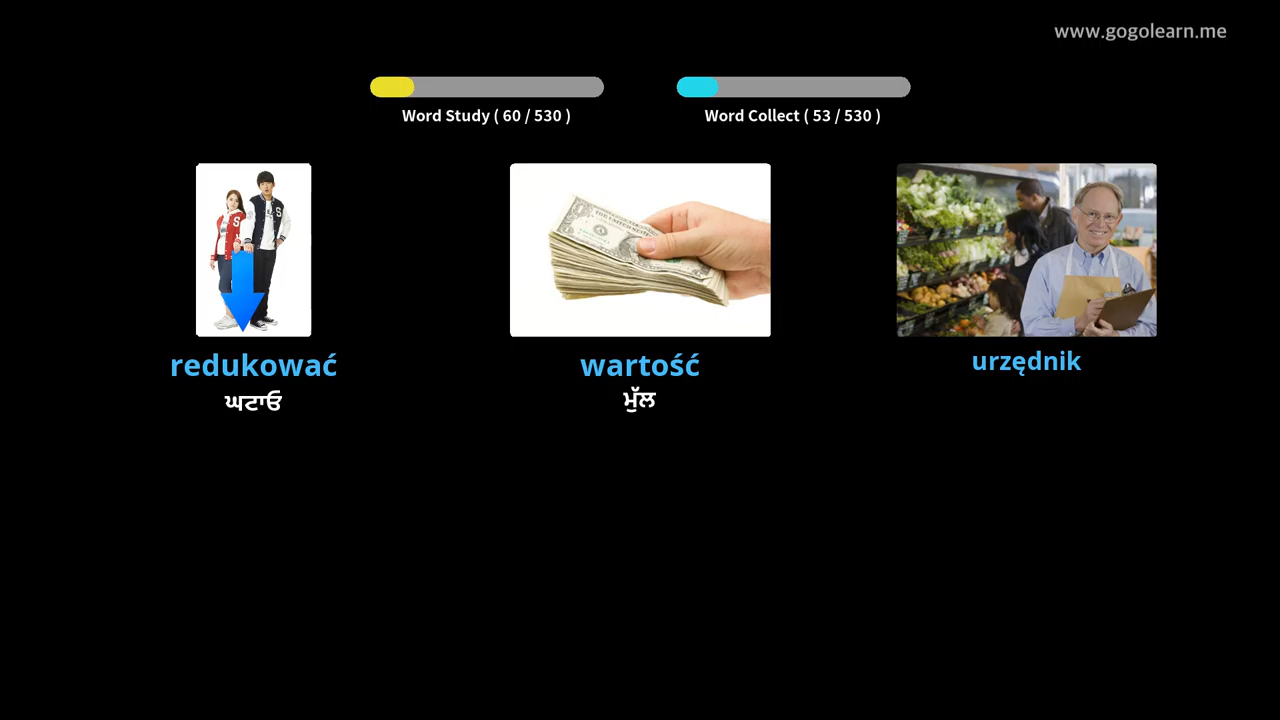 www.gogolearn.me
Word Study ( 60 / 530 )
Word Collect ( 53 / 530 )
redukować
ਘਟਾਓ
wartość
ਮੁੱਲ
urzędnik